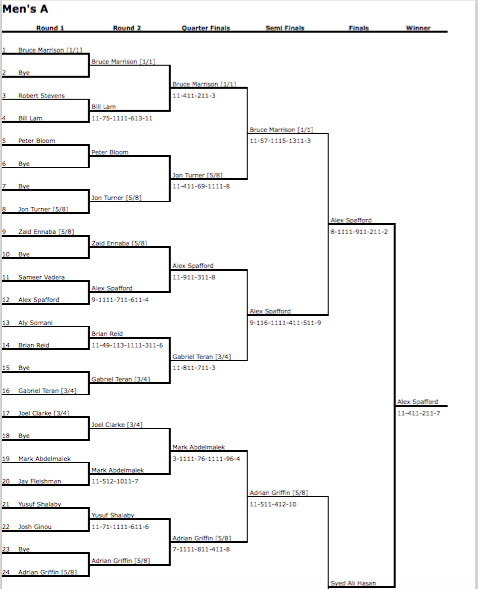 Men's A
Round 1 Round 2 Quarter Finals Semi Finals Finals Winner
1 Bruce Marrison [1/1]
Bruce Marrison [1/1]
2 Bye
Bruce Marrison [1/1]
3 Robert Stevens
11-411-211-3
Bill Lam
4 Bill Lam
11-75-1111-613-11
Bruce Marrison [1/1]
5 Peter Bloom
11-57-1115-1311-3
Peter Bloom
6 Bye
Jon Turner [5/8]
7 Bye
11-411-69-1111-8
Jon Turner [5/8]
8 Jon Turner [5/8]
Alex Spafford
9 Zaid Ennaba [5/8]
8-1111-911-211-2
Zaid Ennaba [5/8]
10 Bye
Alex Spafford
11 Sameer Vadera
11-911-311-8
Alex Spafford
12 Alex Spafford
9-1111-711-611-4
Alex Spafford
13 Aly Somani
9-116-1111-411-511-9
Brian Reid
14 Brian Reid
11-49-113-1111-311-6
Gabriel Teran [3/4]
15 Bye
11-811-711-3
Gabriel Teran [3/4]
16 Gabriel Teran [3/4]
Alex Spafford
17 Joel Clarke [3/4]
11-411-211-7
Joel Clarke [3/4]
18 Bye
Mark Abdelmalek
19 Mark Abdelmalek
3-1111-76-1111-96-4
Mark Abdelmalek
20 Jay Fleishman
11-512-1011-7
Adrian Griffin [5/8]
21 Yusuf Shalaby
11-511-412-10
Yusuf Shalaby
22 Josh Ginou
11-71-1111-611-6
Adrian Griffin [5/8]
23 Bye
7-1111-811-411-8
Adrian Griffin [5/8]
24 Adrian Griffin [5/8]
Syed Ali Hasan